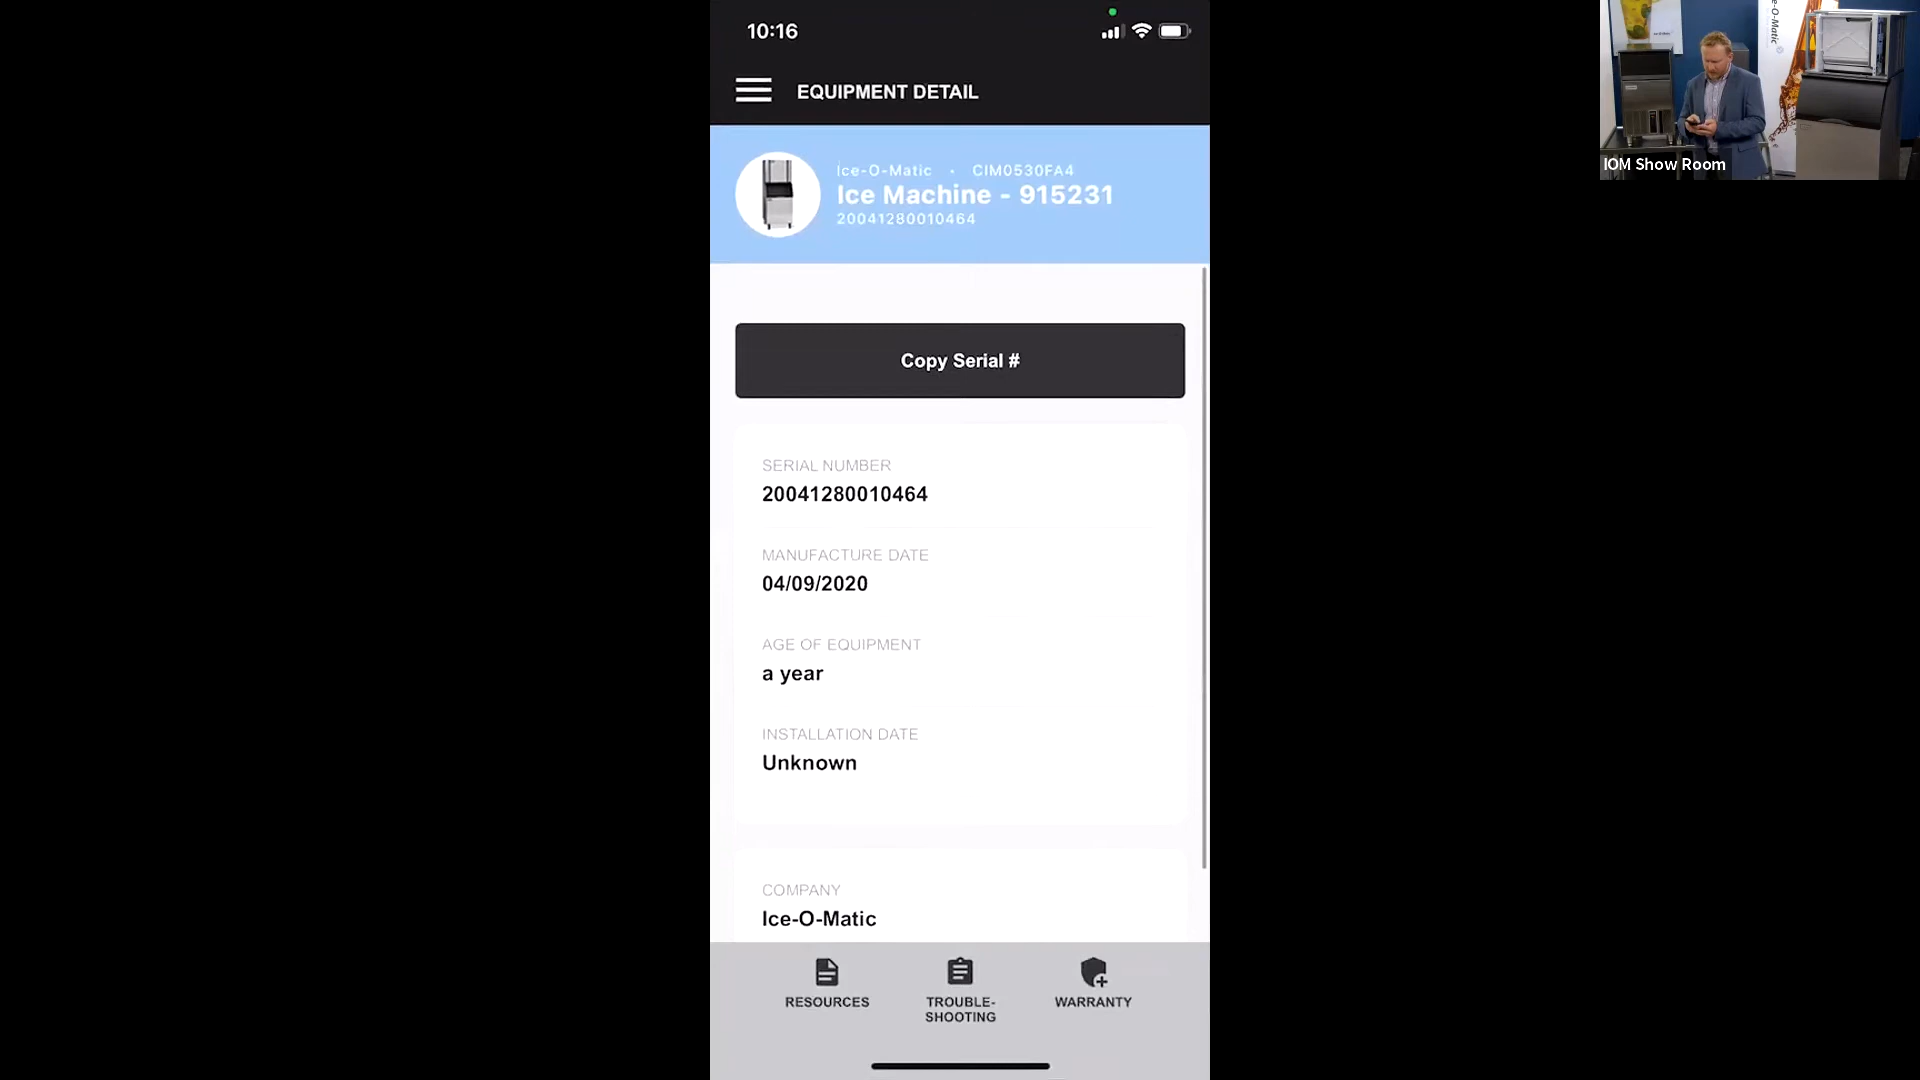 10:16
EQUIPMENT DETAIL
Ice-O-Matic • CIM0530FA4
Ice Machine - 915231
20041280010464
Copy Serial #
SERIAL NUMBER
20041280010464
MANUFACTURE DATE
04/09/2020
AGE OF EQUIPMENT
a year
INSTALLATION DATE
Unknown
COMPANY
Ice-O-Matic
RESOURCES
TROUBLE-
SHOOTING
WARRANTY
e-O-Matic
IOM Show Room